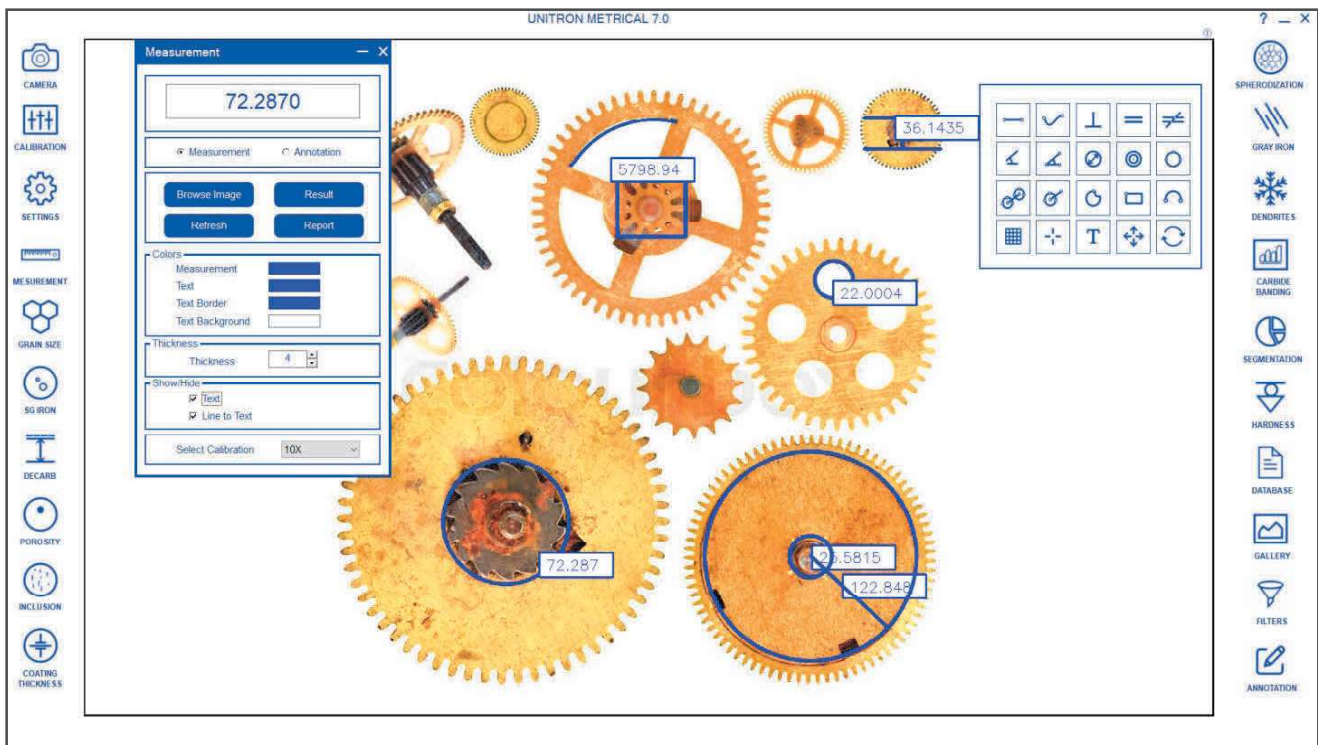 UNITRON METRICAL 7.0
? _ ×
CAMERA
CALIBRATION
SETTINGS
MESUREMENT
GRAIN SIZE
SG IRON
DECARB
POROSITY
INCLUSION
COATING
THICKNESS
Measurement
72.2870
Measurement Annotation
Browse Image Result
Refresh Report
Colors
Measurement
Text
Text Border
Text Background
Thickness
Thickness 4
Show/Hide
Text
Line to Text
Select Calibration 10X
5798.94
36.1435
22.0004
72.287
122.848
T
SPHERODIZATION
GRAY IRON
DENDRITES
CARBIDE
BANDING
SEGMENTATION
HARDNESS
DATABASE
GALLERY
FILTERS
ANNOTATION